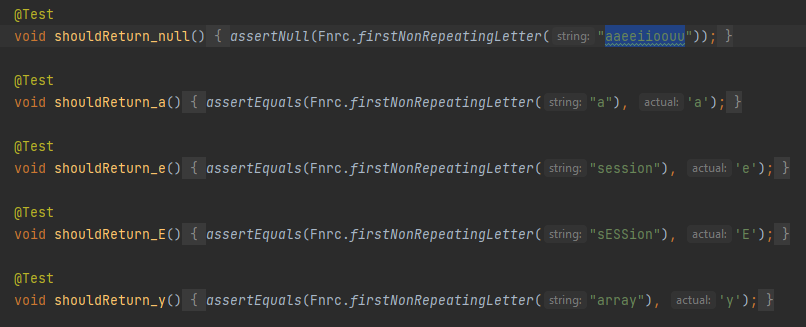 @Test
void shouldReturn_null() { assertNull(Fnrc.firstNonRepeatingLetter( string: "aaeeiioouu")); }
@Test
void shouldReturn_a() { assertEquals(Fnrc.firstNonRepeatingLetter( string: "a"), actual: 'a'); }
@Test
void shouldReturn_e() { assertEquals(Fnrc.firstNonRepeatingLetter( string: "session"), actual: 'e'); }
@Test
void shouldReturn_E() { assertEquals(Fnrc.firstNonRepeatingLetter( string: "sESSion"), actual: 'E'); }
@Test
void shouldReturn_y() { assertEquals(Fnrc.firstNonRepeatingLetter( string: "array"), actual: 'y'); }